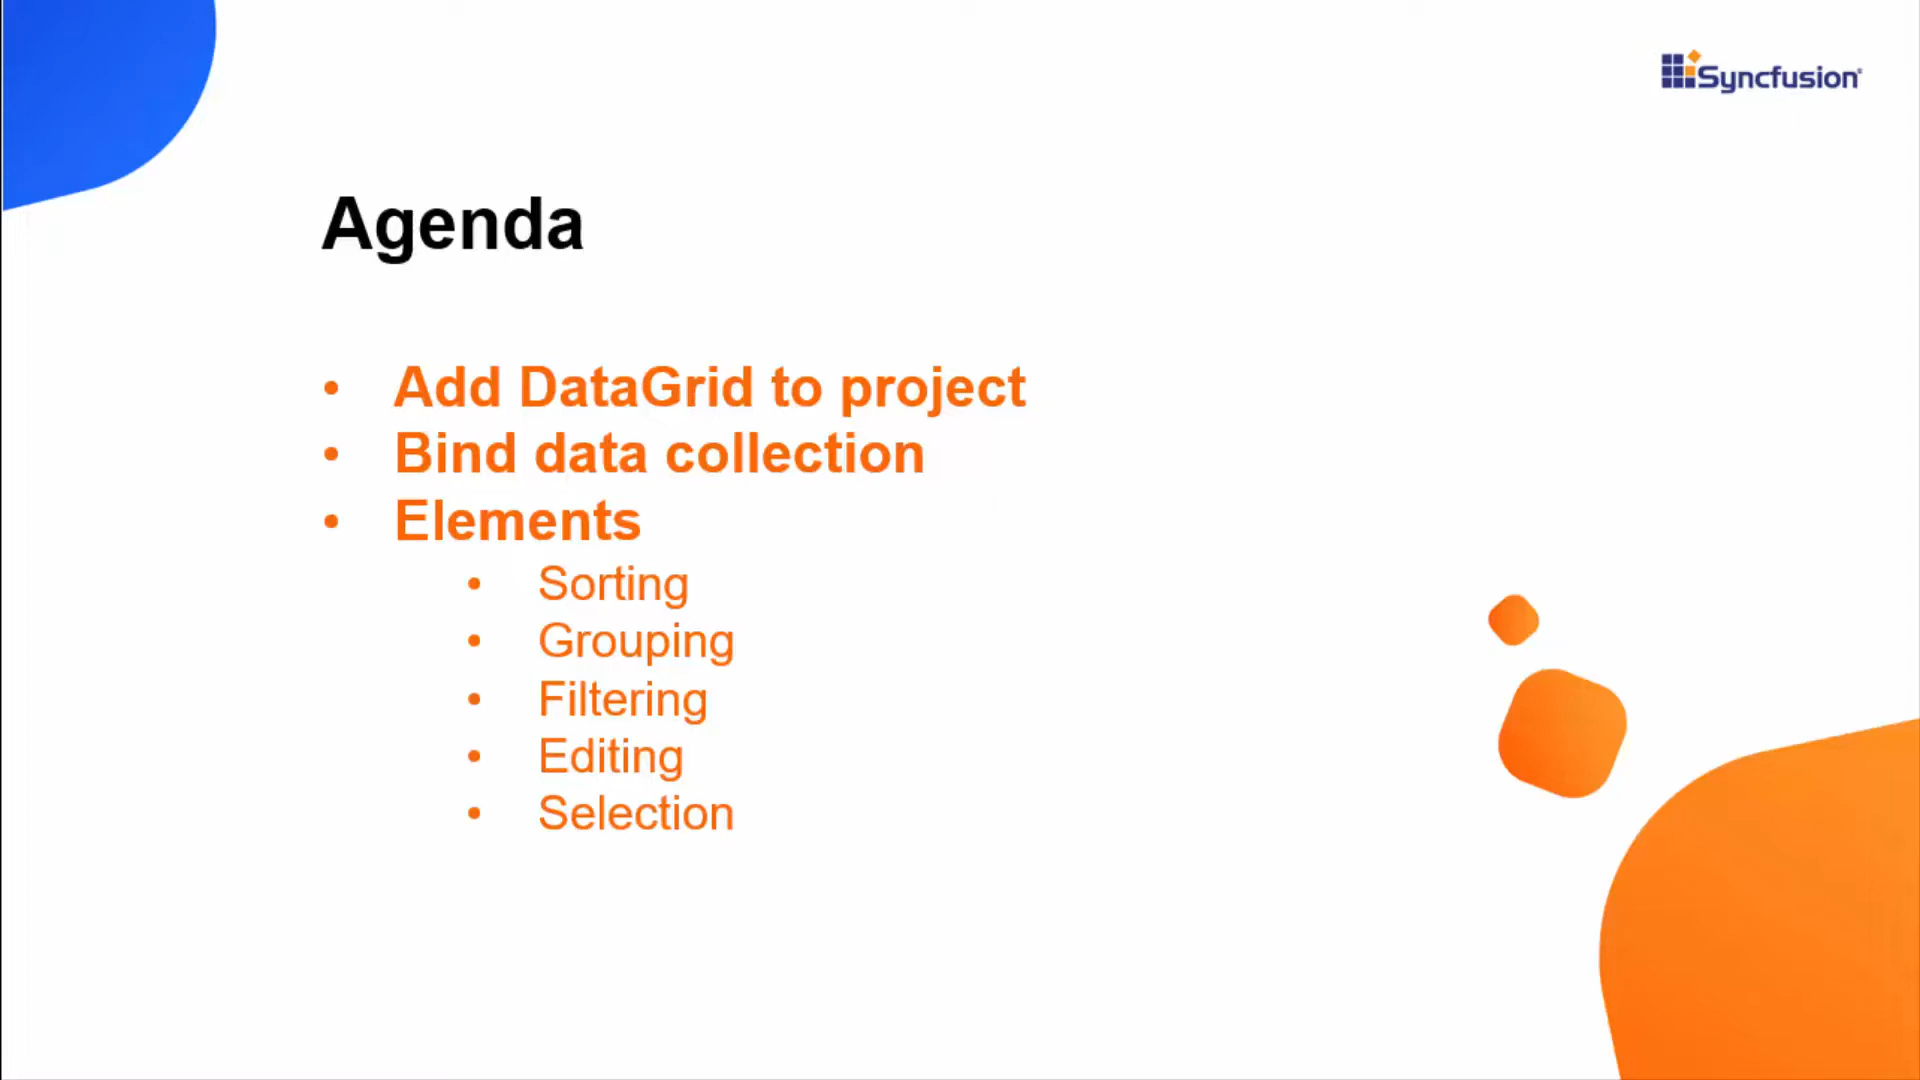 Syncfusion
Agenda
• Add DataGrid to project
• Bind data collection
• Elements
• Sorting
• Grouping
• Filtering
• Editing
• Selection